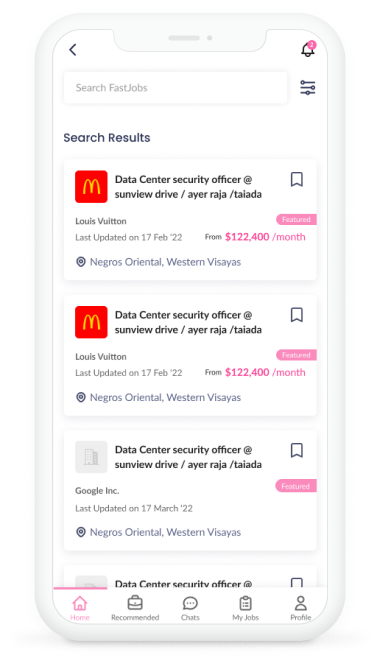 2
Search FastJobs
Search Results
Data Center security officer @
sunview drive / ayer raja /taiada
Louis Vuitton
Featured
Last Updated on 17 Feb '22
From $122,400 /month
Negros Oriental, Western Visayas
Data Center security officer @
sunview drive / ayer raja /taiada
Louis Vuitton
Featured
Last Updated on 17 Feb '22
From $122,400 /month
Negros Oriental, Western Visayas
Data Center security officer @
sunview drive / ayer raja /taiada
Google Inc.
Featured
Last Updated on 17 March '22
Negros Oriental, Western Visayas
Data Center security officer @
Home
Recommended
Chats
My Jobs
Profile